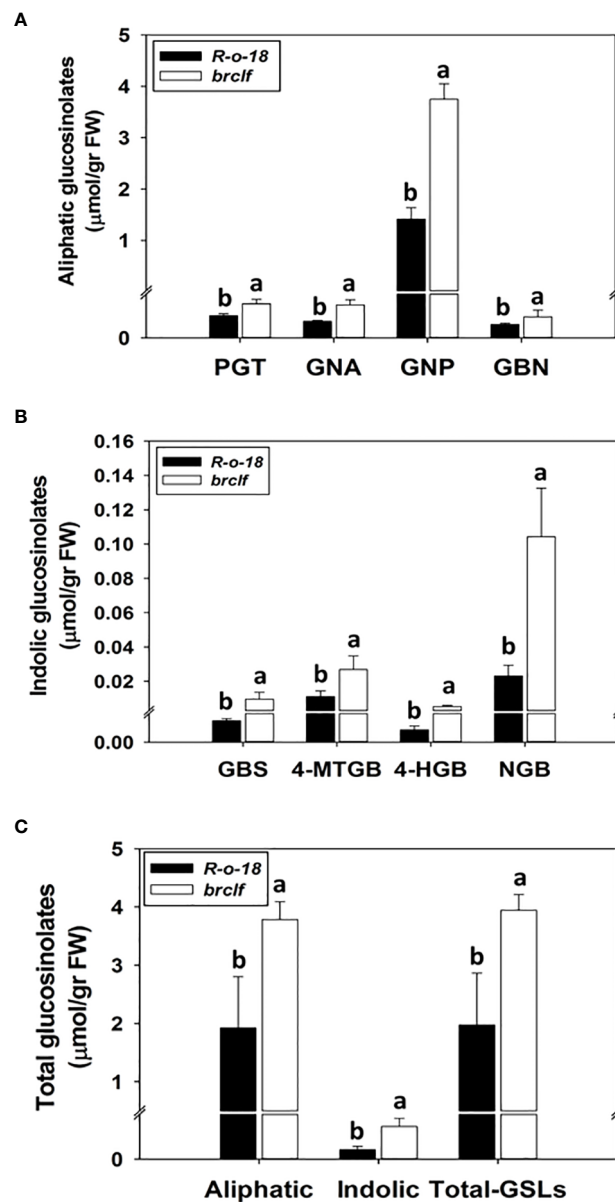 A
Aliphatic glucosinolates
(μmol/gr FW)
5
4
3
2
1
0
R-o-18
brclf
b a b a b a b a
PGT GNA GNP GBN
B
Indolic glucosinolates
(μmol/gr FW)
0.16
0.14
0.12
0.10
0.08
0.06
0.04
0.02
0.00
R-o-18
brclf
b a b a b a b a
GBS 4-MTGB 4-HGB NGB
C
Total glucosinolates
(μmol/gr FW)
5
4
3
2
1
0
R-o-18
brclf
b a b a b a
Aliphatic Indolic Total-GSLs